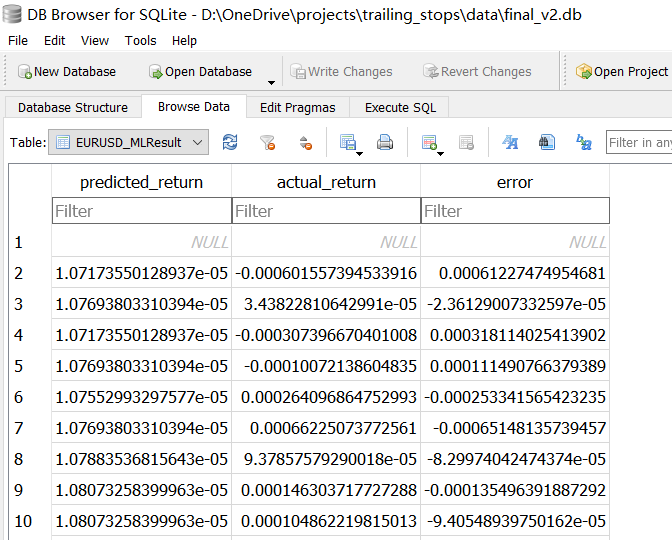 DB Browser for SQLite - D:\OneDrive\projects\trailing_stops\data\final_v2.db
File Edit View Tools Help
New Database Open Database Write Changes Revert Changes Open Project
Database Structure Browse Data Edit Pragmas Execute SQL
Table: EURUSD_MLResult Filter in any
predicted_return actual_return error
Filter Filter Filter
1 NULL NULL NULL
2 1.07173550128937e-05 -0.000601557394533916 0.00061227474954681
3 1.07693803310394e-05 3.43822810642991e-05 -2.36129007332597e-05
4 1.07173550128937e-05 -0.000307396670401008 0.000318114025413902
5 1.07693803310394e-05 -0.00010072138604835 0.000111490766379389
6 1.07552993297577e-05 0.000264096864752993 -0.000253341565423235
7 1.07693803310394e-05 0.00066225073772561 -0.00065148135739457
8 1.07883536815643e-05 9.37857579290018e-05 -8.29974042474374e-05
9 1.08073258399963e-05 0.000146303717727288 -0.000135496391887292
10 1.08073258399963e-05 0.000104862219815013 -9.40548939750162e-05